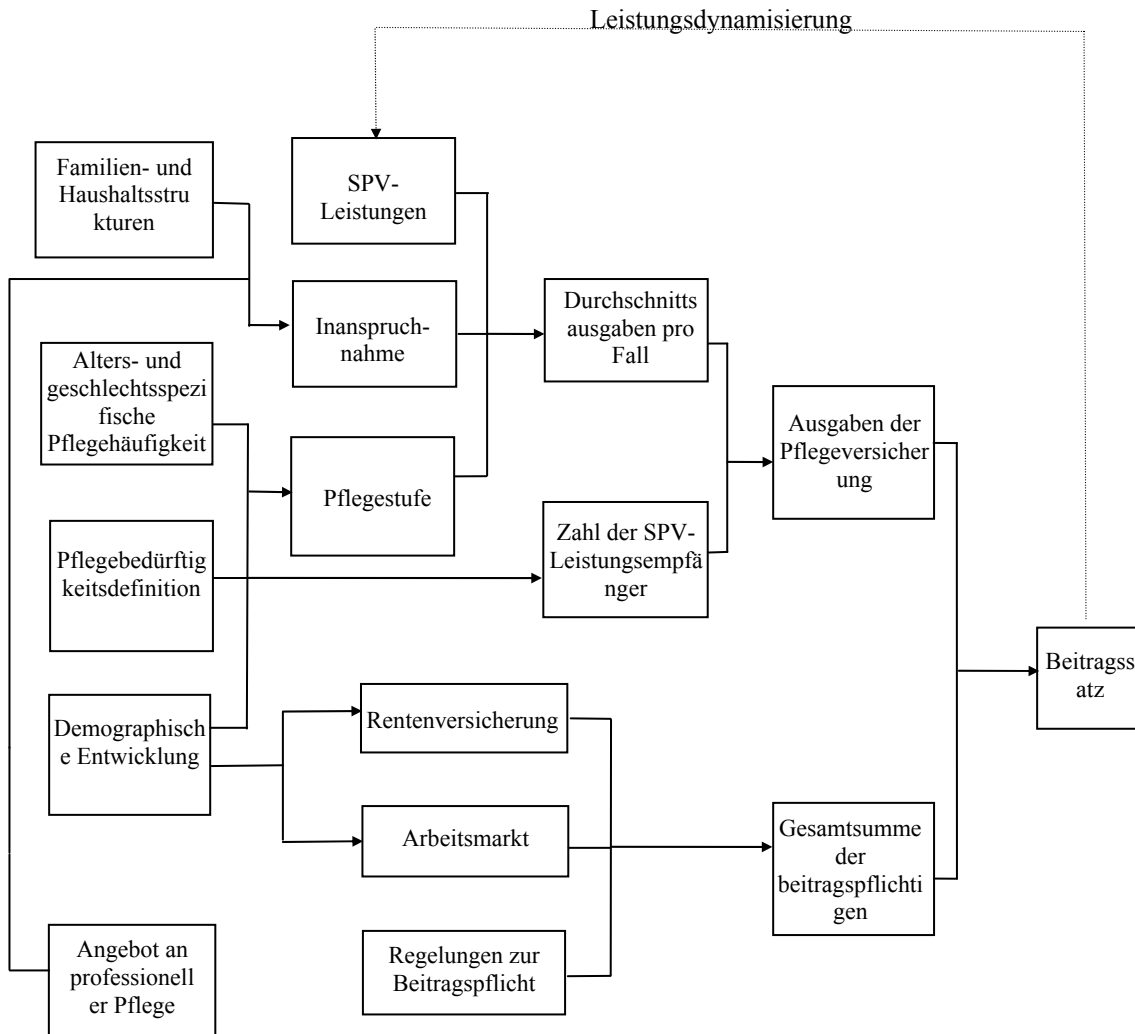 Leistungsdynamisierung
Familien- und
Haushaltsstru
kturen
SPV-
Leistungen
Inanspruch-
nahme
Durchschnitts
ausgaben pro
Fall
Alters- und
geschlechtsspezi
fische
Pflegehäufigkeit
Ausgaben der
Pflegeversicher
ung
Pflegestufe
Pflegebedürftig
keitsdefinition
Zahl der SPV-
Leistungsempfä
nger
Beitragss
atz
Demographisch
e Entwicklung
Rentenversicherung
Arbeitsmarkt
Gesamtsumme
der
beitragspflichti
gen
Angebot an
professionell
er Pflege
Regelungen zur
Beitragspflicht